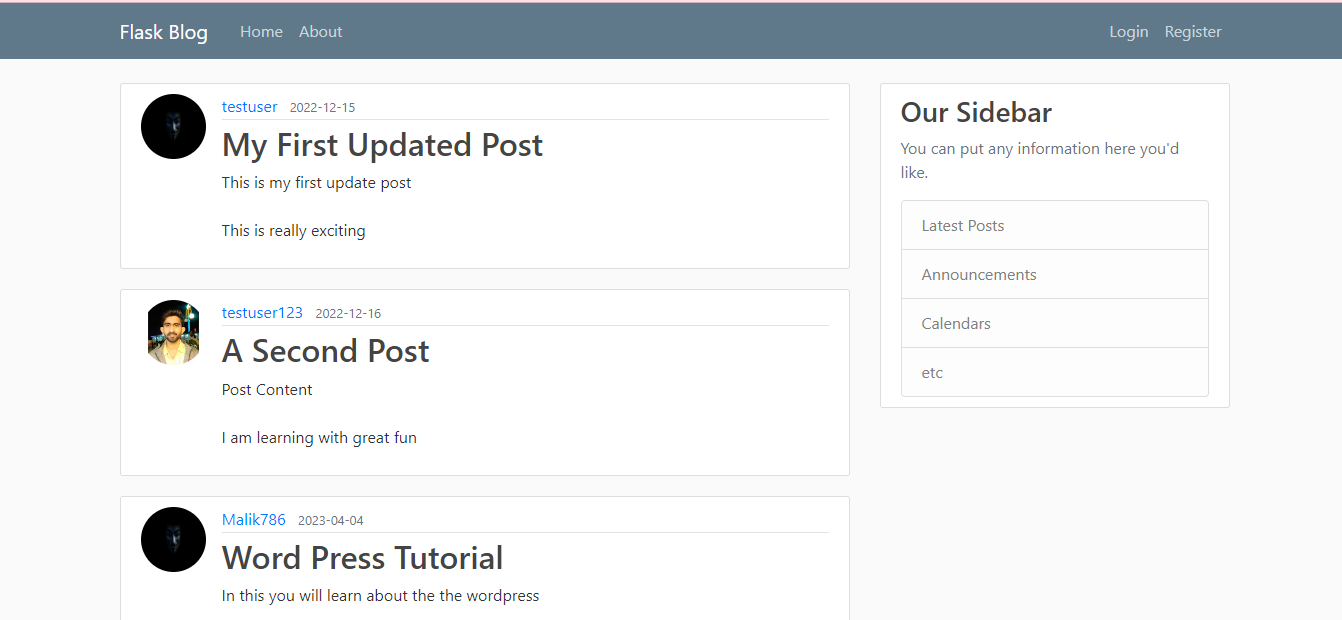 Flask Blog Home About Login Register
testuser 2022-12-15
My First Updated Post
This is my first update post
This is really exciting
testuser123 2022-12-16
A Second Post
Post Content
I am learning with great fun
Malik786 2023-04-04
Word Press Tutorial
In this you will learn about the the wordpress
Our Sidebar
You can put any information here you'd
like.
Latest Posts
Announcements
Calendars
etc